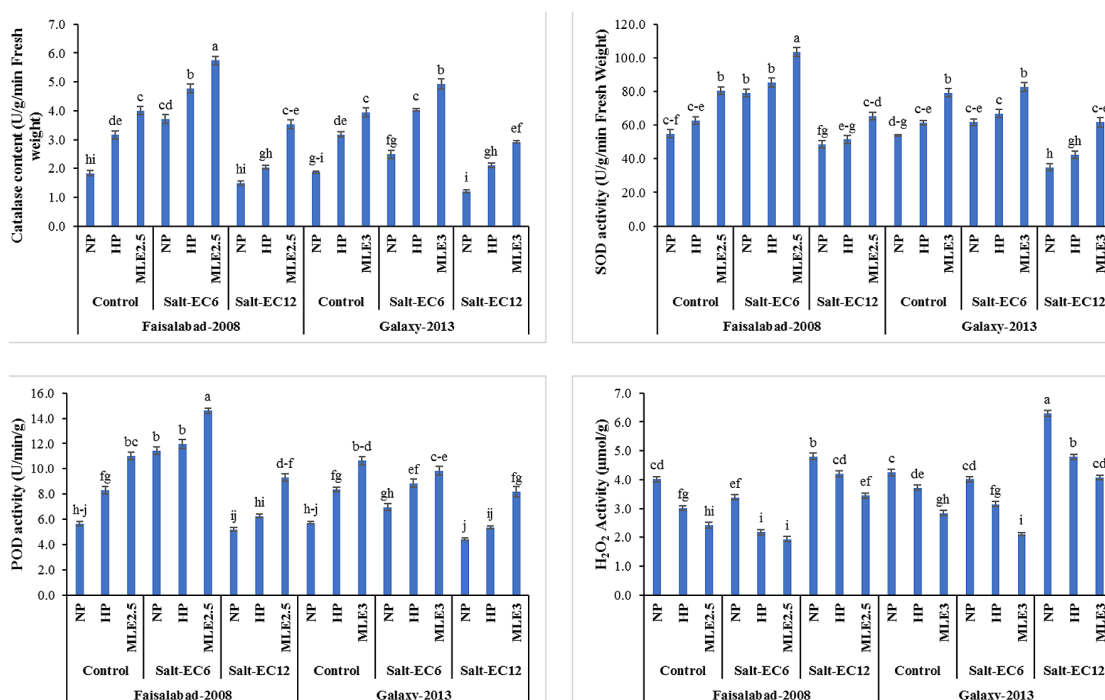 Catalase content (U/g/min Fresh
weight)
7.0
6.0
5.0
4.0
3.0
2.0
1.0
0.0
hi de c cd b a hi gh c-e g-i de c fg c b i gh ef
NP HP MLE2.5 NP HP MLE2.5 NP HP MLE2.5 NP HP MLE3 NP HP MLE3 NP HP MLE3
Control Salt-EC6 Salt-EC12 Control Salt-EC6 Salt-EC12
Faisalabad-2008 Galaxy-2013
SOD activity (U/g/min Fresh Weight)
120.0
100.0
80.0
60.0
40.0
20.0
0.0
c-f c-e b b b a fg e-g c-d d-g c-e b c-e c b h gh c-e
NP HP MLE2.5 NP HP MLE2.5 NP HP MLE2.5 NP HP MLE3 NP HP MLE3 NP HP MLE3
Control Salt-EC6 Salt-EC12 Control Salt-EC6 Salt-EC12
Faisalabad-2008 Galaxy-2013
POD activity (U/min/g)
16.0
14.0
12.0
10.0
8.0
6.0
4.0
2.0
0.0
h-j fg bc b b a ij hi d-f h-j fg b-d gh ef c-e j ij fg
NP HP MLE2.5 NP HP MLE2.5 NP HP MLE2.5 NP HP MLE3 NP HP MLE3 NP HP MLE3
Control Salt-EC6 Salt-EC12 Control Salt-EC6 Salt-EC12
Faisalabad-2008 Galaxy-2013
H₂O₂ Activity (µmol/g)
7.0
6.0
5.0
4.0
3.0
2.0
1.0
0.0
cd fg hi ef i i b cd ef c de gh cd fg i a b cd
NP HP MLE2.5 NP HP MLE2.5 NP HP MLE2.5 NP HP MLE3 NP HP MLE3 NP HP MLE3
Control Salt-EC6 Salt-EC12 Control Salt-EC6 Salt-EC12
Faisalabad-2008 Galaxy-2013